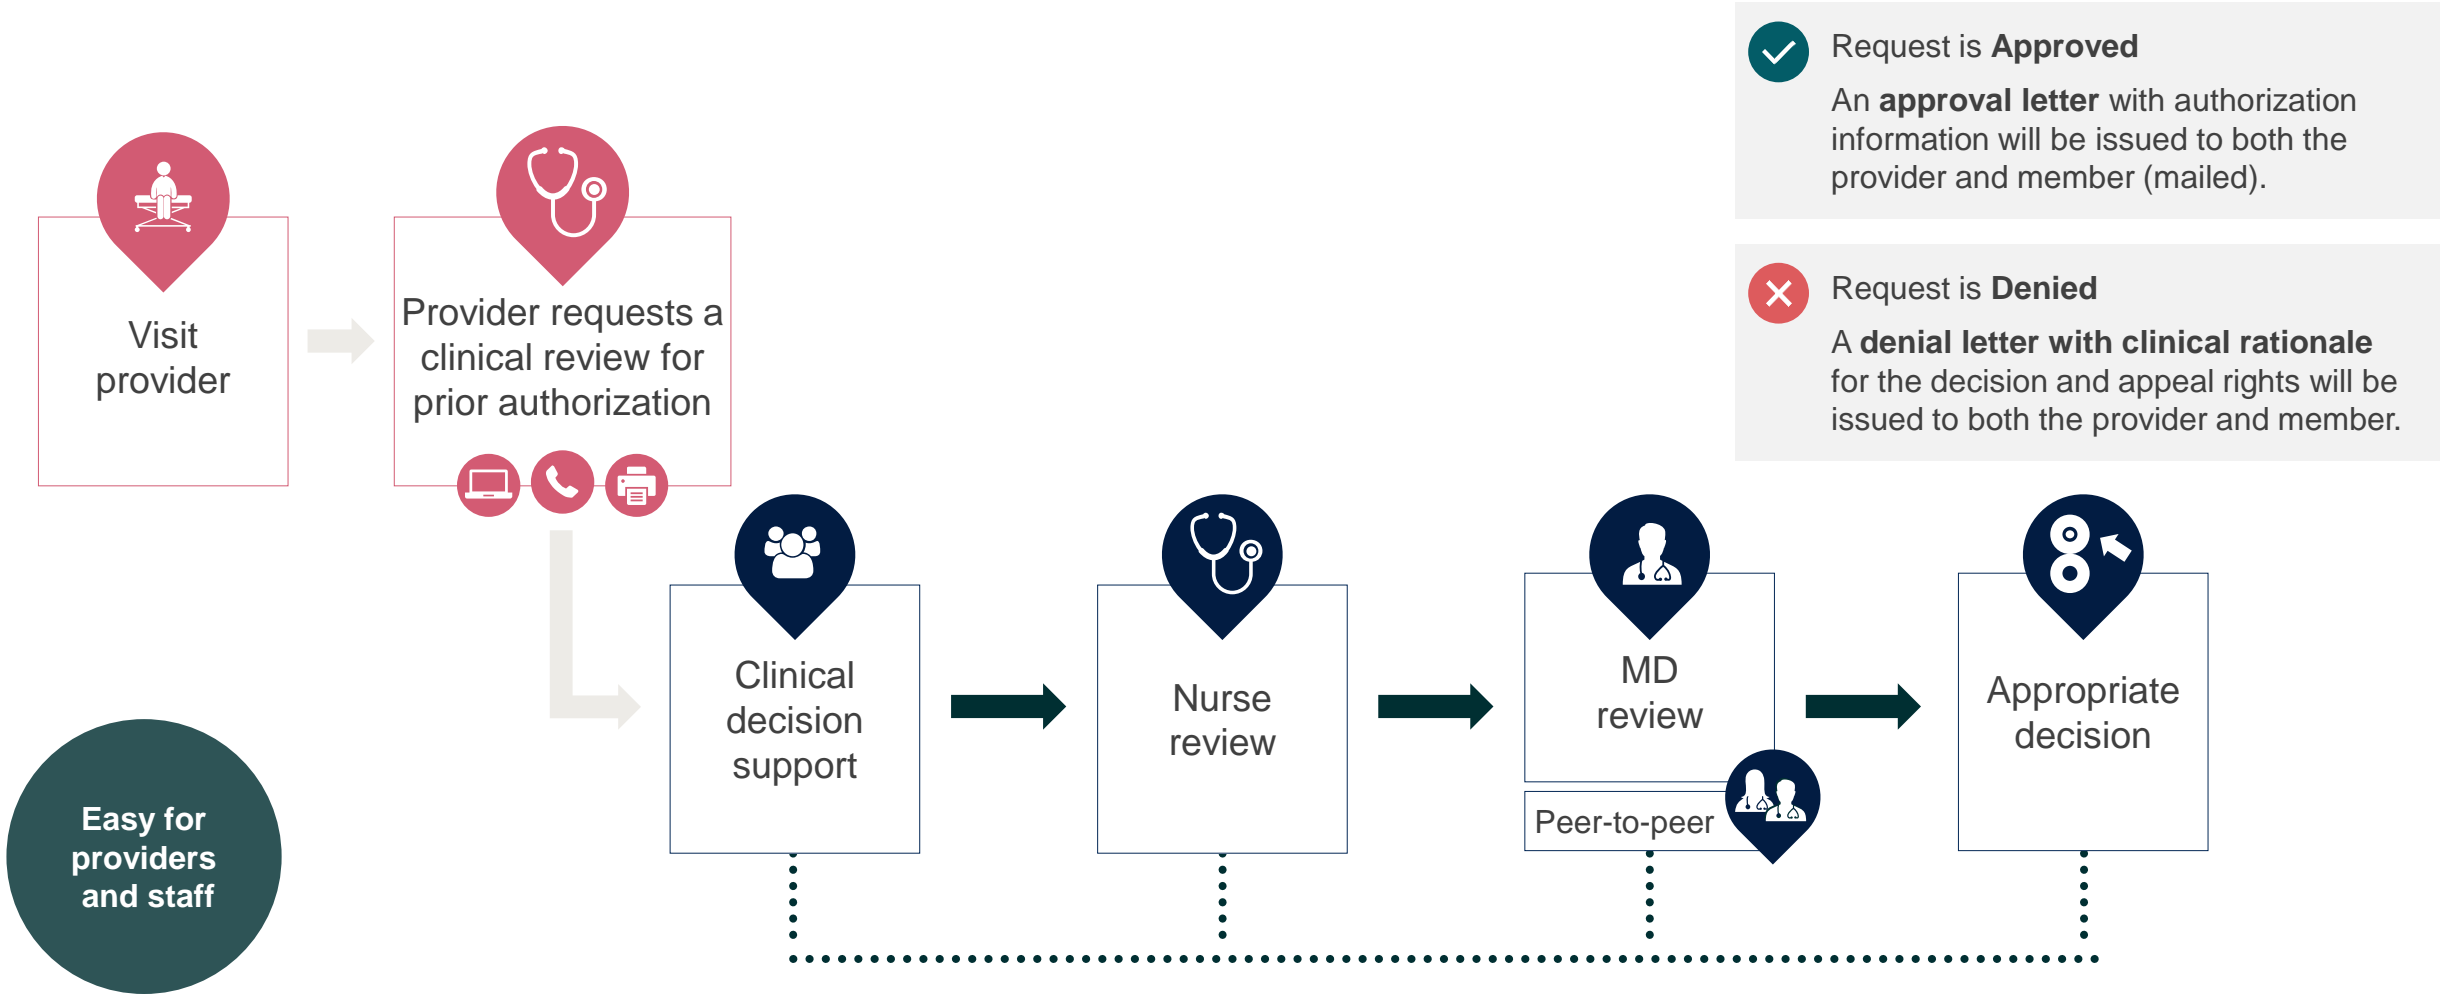 Request is Approved
An approval letter with authorization
information will be issued to both the
provider and member (mailed).
Request is Denied
A denial letter with clinical rationale
for the decision and appeal rights will be
issued to both the provider and member.
Visit
provider
Provider requests a
clinical review for
prior authorization
Clinical
decision
support
Nurse
review
MD
review
Peer-to-peer
Appropriate
decision
Easy for
providers
and staff